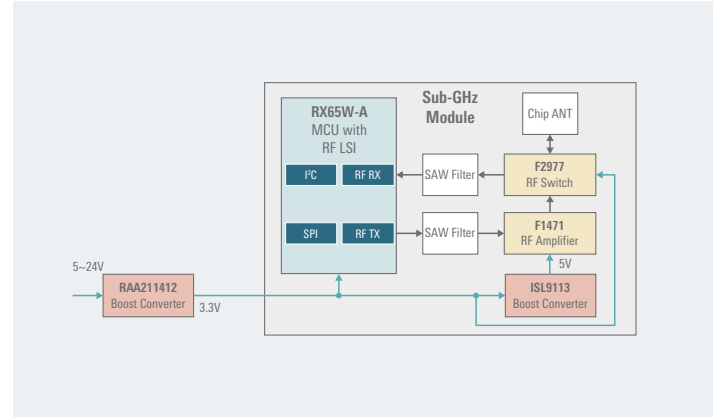 Sub-GHz
Module
RX65W-A
MCU with
RF LSI
I²C
RF RX
SPI
RF TX
SAW Filter
SAW Filter
Chip ANT
F2977
RF Switch
F1471
RF Amplifier
5V
ISL9113
Boost Converter
5~24V
RAA211412
Boost Converter
3.3V